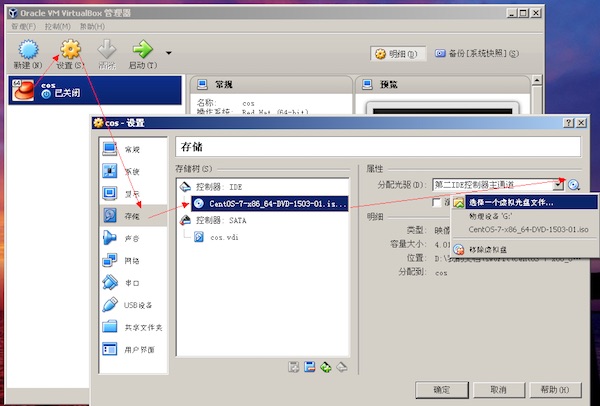 Oracle VM VirtualBox 管理器
管理(F) 控制(M) 帮助(H)
新建(N) 设置(S) 清除 启动(T) 明细(D) 备份[系统快照](S)
64
cos
已关闭
常规
名称: cos
操作系统: Red Hat (64-bit)
预览
cos - 设置
常规
系统
显示
存储
声音
网络
串口
USB设备
共享文件夹
用户界面
存储
存储树(S)
控制器: IDE
CentOS-7-x86_64-DVD-1503-01.is...
控制器: SATA
cos.vdi
属性
分配光驱(D): 第二IDE控制器主通道
选择一个虚拟光盘文件...
物理设备 'G:'
CentOS-7-x86_64-DVD-1503-01.iso
移除虚拟盘
明细
类型: 映像
容量大小: 4.01
位置:
分配到: cos
确定 取消 帮助(H)